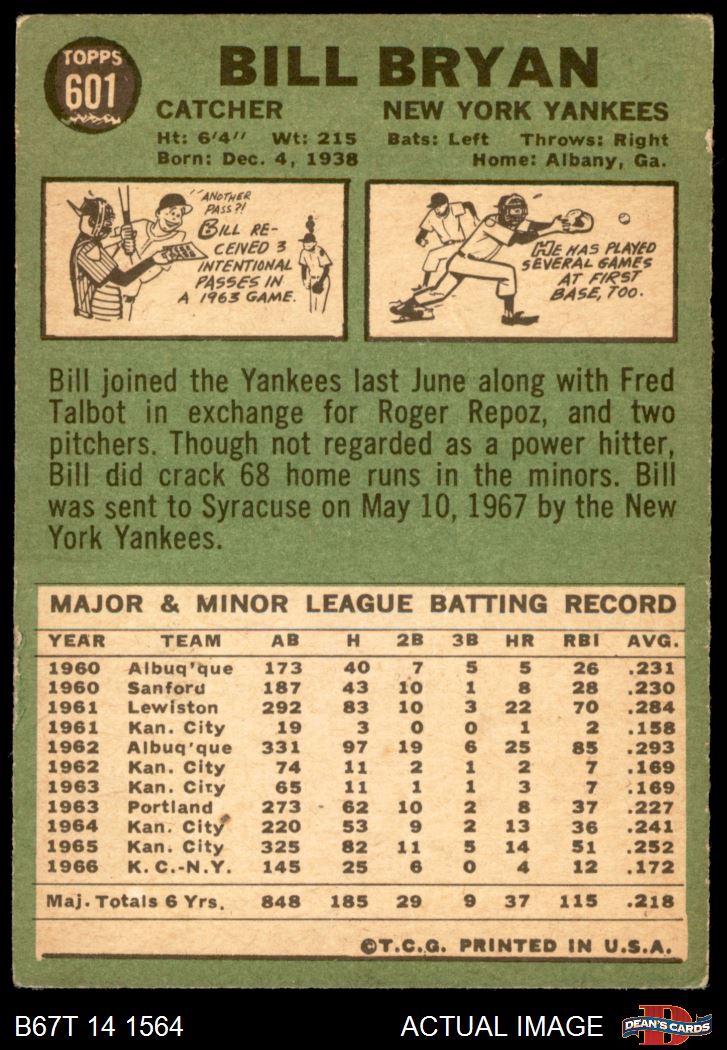 TOPPS
601
BILL BRYAN
CATCHER NEW YORK YANKEES
Ht: 6'4" Wt: 215 Bats: Left Throws: Right
Born: Dec. 4, 1938 Home: Albany, Ga.
"ANOTHER
PASS?!
BILL RE-
CEIVED 3
INTENTIONAL
PASSES IN
A 1963 GAME.
HE HAS PLAYED
SEVERAL GAMES
AT FIRST
BASE, TOO.
Bill joined the Yankees last June along with Fred
Talbot in exchange for Roger Repoz, and two
pitchers. Though not regarded as a power hitter,
Bill did crack 68 home runs in the minors. Bill
was sent to Syracuse on May 10, 1967 by the New
York Yankees.
MAJOR & MINOR LEAGUE BATTING RECORD
YEAR TEAM AB H 2B 3B HR RBI AVG.
1960 Albuq'que 173 40 7 5 5 26 .231
1960 Sanford 187 43 10 1 8 28 .230
1961 Lewiston 292 83 10 3 22 70 .284
1961 Kan. City 19 3 0 0 1 2 .158
1962 Albuq'que 331 97 19 6 25 85 .293
1962 Kan. City 74 11 2 1 2 7 .169
1963 Kan. City 65 11 1 1 3 7 .169
1963 Portland 273 62 10 2 8 37 .227
1964 Kan. City 220 53 9 2 13 36 .241
1965 Kan. City 325 82 11 5 14 51 .252
1966 K.C.-N.Y. 145 25 6 0 4 12 .172
Maj. Totals 6 Yrs. 848 185 29 9 37 115 .218
©T.C.G. PRINTED IN U.S.A.
B67T 14 1564 ACTUAL IMAGE
D
DEAN'S CARDS